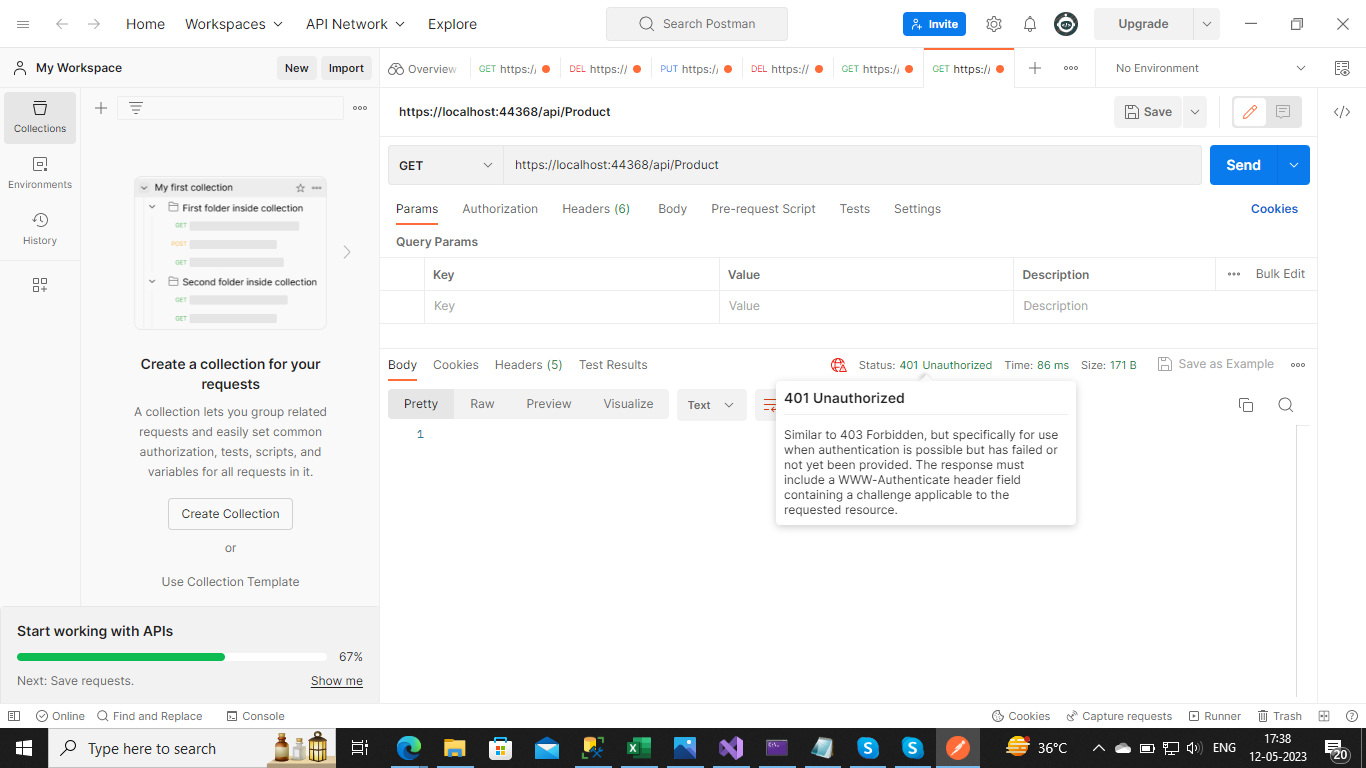 Home
Workspaces
API Network
Explore
Search Postman
Invite
Upgrade
My Workspace
New
Import
Overview
GET https:/
DEL https:/
PUT https:/
DEL https:/
GET https:/
GET https:/
No Environment
Collections
Environments
History
My first collection
First folder inside collection
GET
POST
GET
Second folder inside collection
GET
GET
Create a collection for your
requests
A collection lets you group related
requests and easily set common
authorization, tests, scripts, and
variables for all requests in it.
Create Collection
or
Use Collection Template
Start working with APIs
67%
Next: Save requests.
Show me
https://localhost:44368/api/Product
Save
GET
https://localhost:44368/api/Product
Send
Params
Authorization
Headers (6)
Body
Pre-request Script
Tests
Settings
Cookies
Query Params
Key
Value
Description
Bulk Edit
Key
Value
Description
Body
Cookies
Headers (5)
Test Results
Status: 401 Unauthorized
Time: 86 ms
Size: 171 B
Save as Example
Pretty
Raw
Preview
Visualize
Text
1
401 Unauthorized
Similar to 403 Forbidden, but specifically for use
when authentication is possible but has failed or
not yet been provided. The response must
include a WWW-Authenticate header field
containing a challenge applicable to the
requested resource.
Online
Find and Replace
Console
Cookies
Capture requests
Runner
Trash
Type here to search
36°C
ENG
17:38
12-05-2023
20